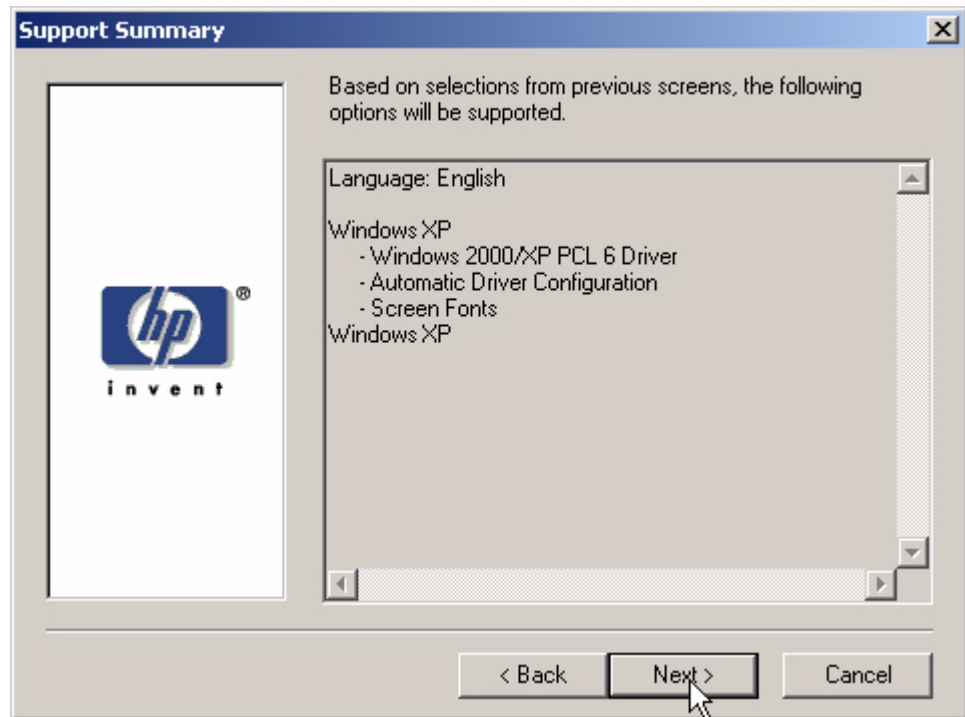 Support Summary
Based on selections from previous screens, the following
options will be supported.
Language: English
Windows XP
- Windows 2000/XP PCL 6 Driver
- Automatic Driver Configuration
- Screen Fonts
Windows XP
hp ®
invent
< Back Next > Cancel